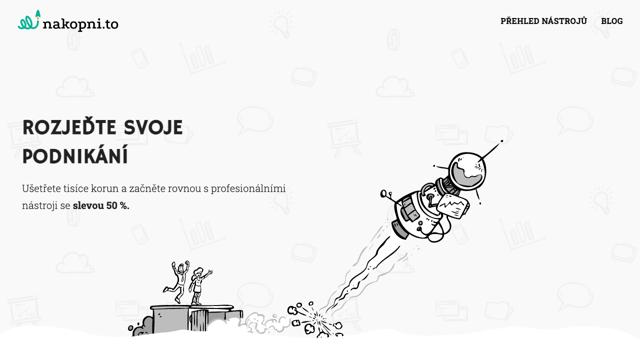 nakopni.to
PŘEHLED NÁSTROJŮ BLOG
ROZJEĎTE SVOJE
PODNIKÁNÍ
Ušetřete tisíce korun a začněte rovnou s profesionálními
nástroji se slevou 50 %.